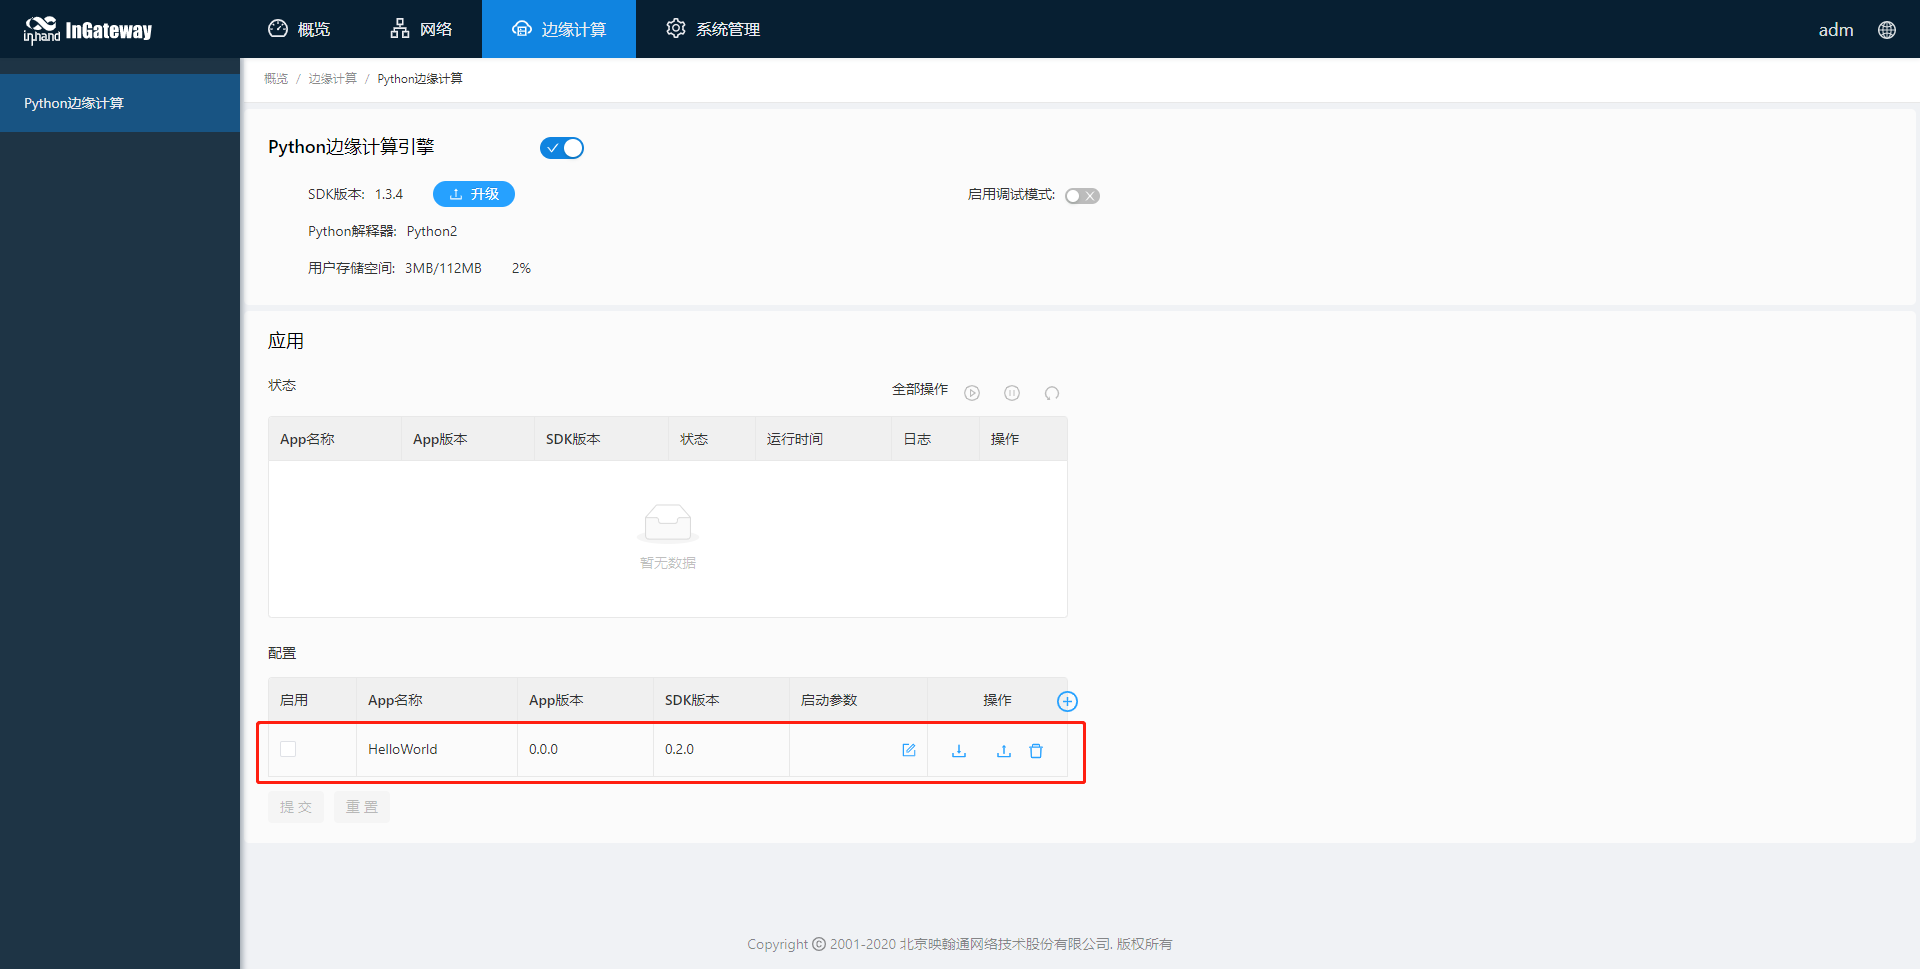 inhand InGateway 概览 网络 边缘计算 系统管理 adm
Python边缘计算
概览 / 边缘计算 / Python边缘计算
Python边缘计算引擎
SDK版本: 1.3.4 升级 启用调试模式:
Python解释器: Python2
用户存储空间: 3MB/112MB 2%
应用
状态 全部操作
App名称 App版本 SDK版本 状态 运行时间 日志 操作
暂无数据
配置
启用 App名称 App版本 SDK版本 启动参数 操作
HelloWorld 0.0.0 0.2.0
提 交 重 置
Copyright © 2001-2020 北京映翰通网络技术股份有限公司. 版权所有